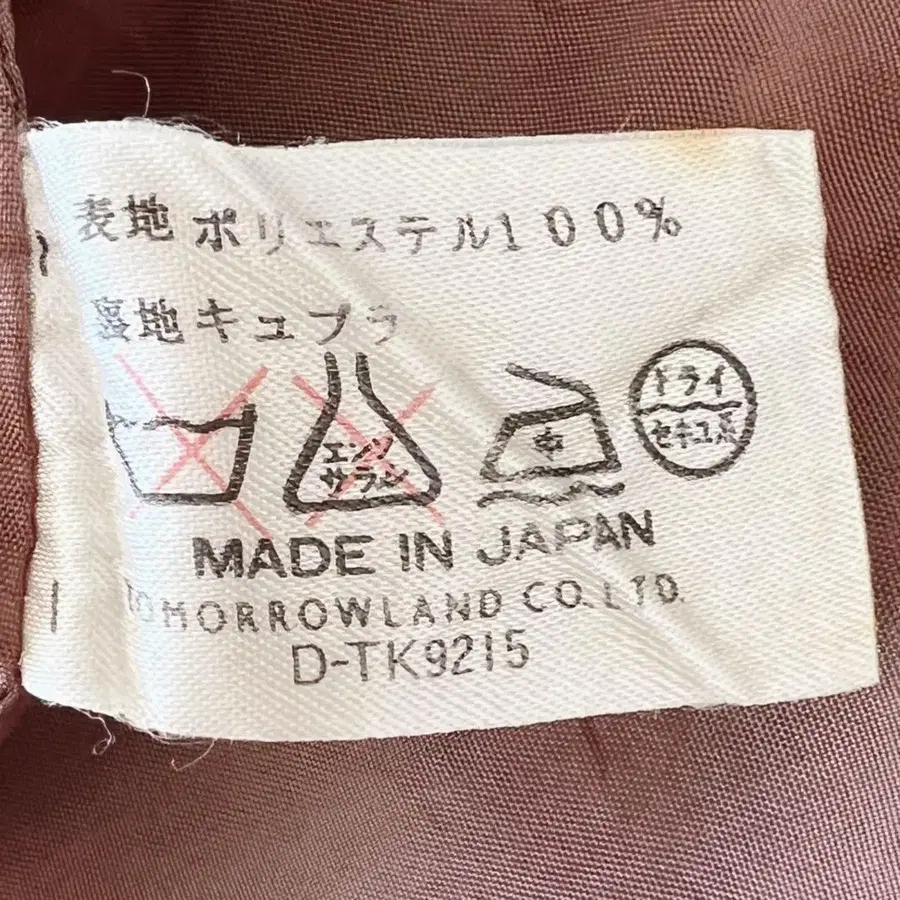 表地 ポリエステル100%
裏地キュプラ
エンソ
サラシ
中
ドライ
セキユ系
MADE IN JAPAN
TOMORROWLAND CO.LTD.
D-TK9215